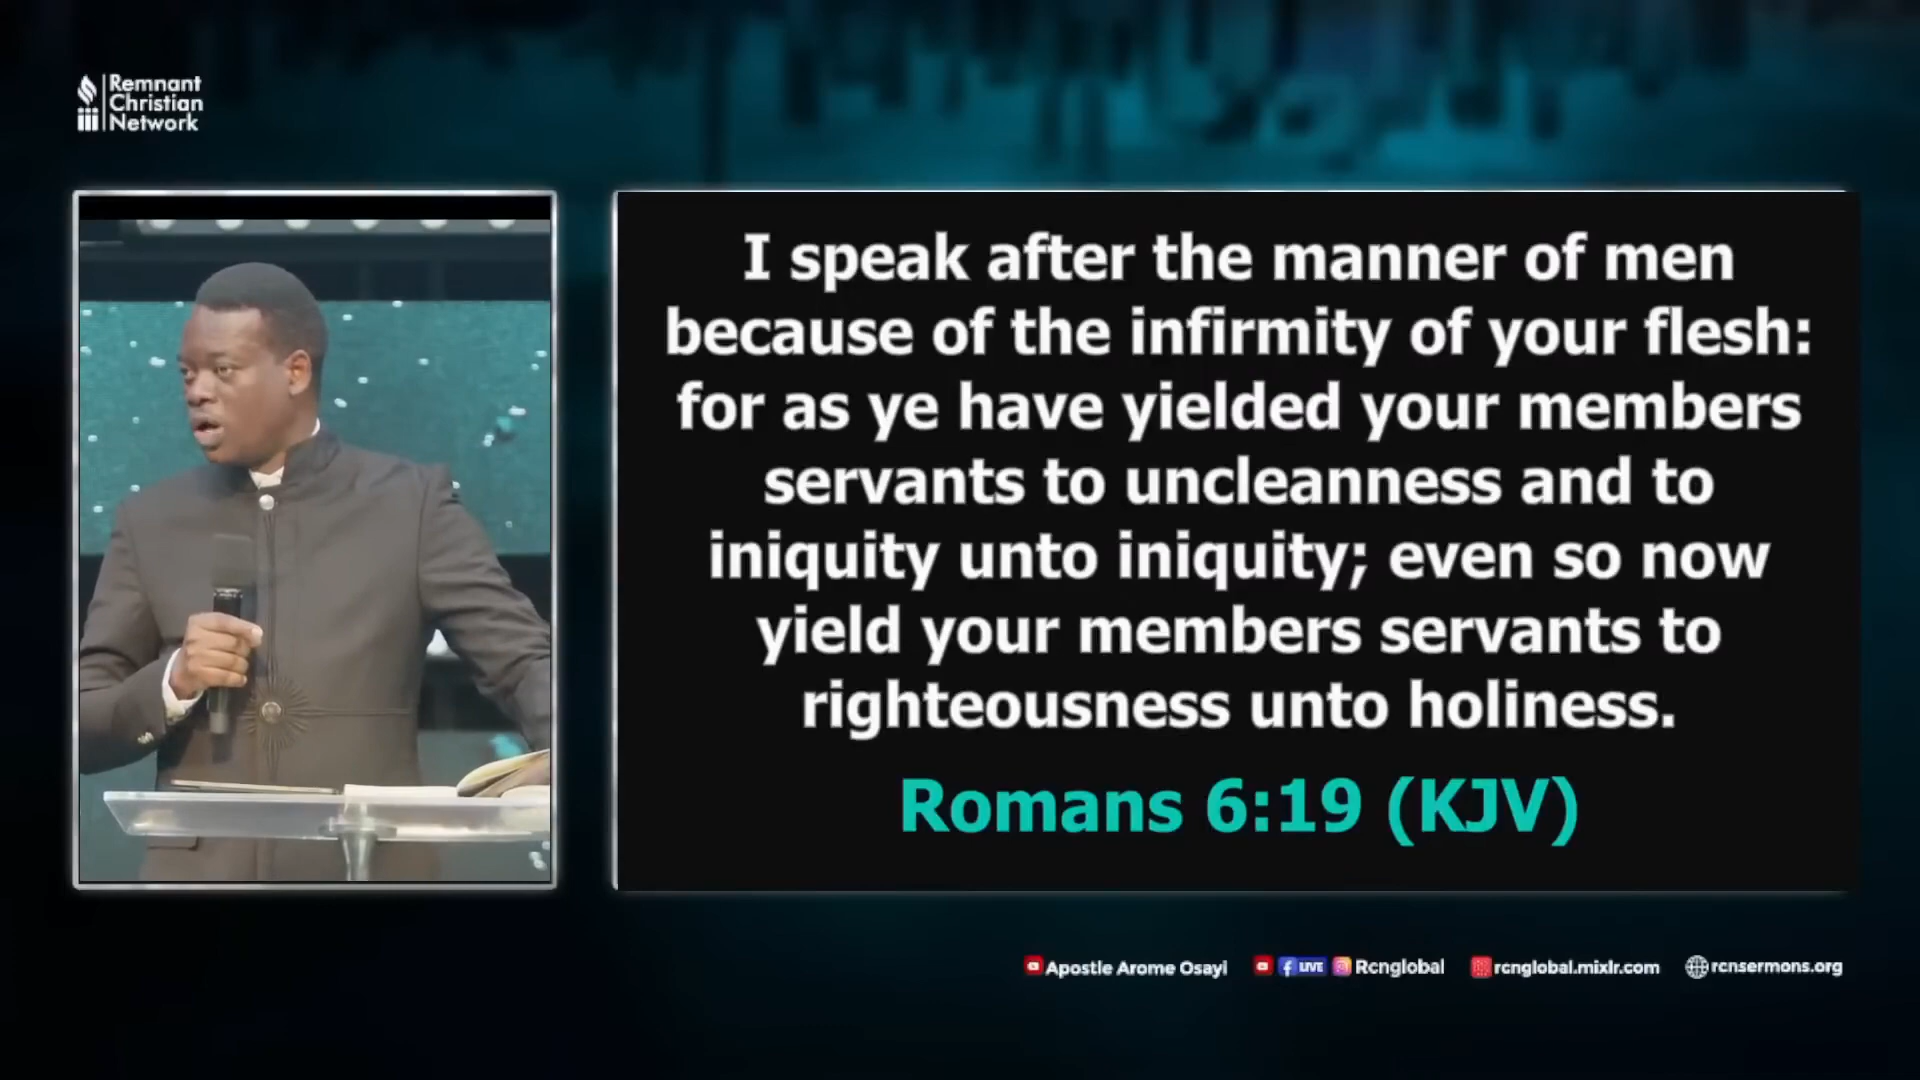 Remnant
Christian
Network
I speak after the manner of men
because of the infirmity of your flesh:
for as ye have yielded your members
servants to uncleanness and to
iniquity unto iniquity; even so now
yield your members servants to
righteousness unto holiness.
Romans 6:19 (KJV)
Apostle Arome Osayi LIVE Rcnglobal rcnglobal.mixlr.com rcnsermons.org